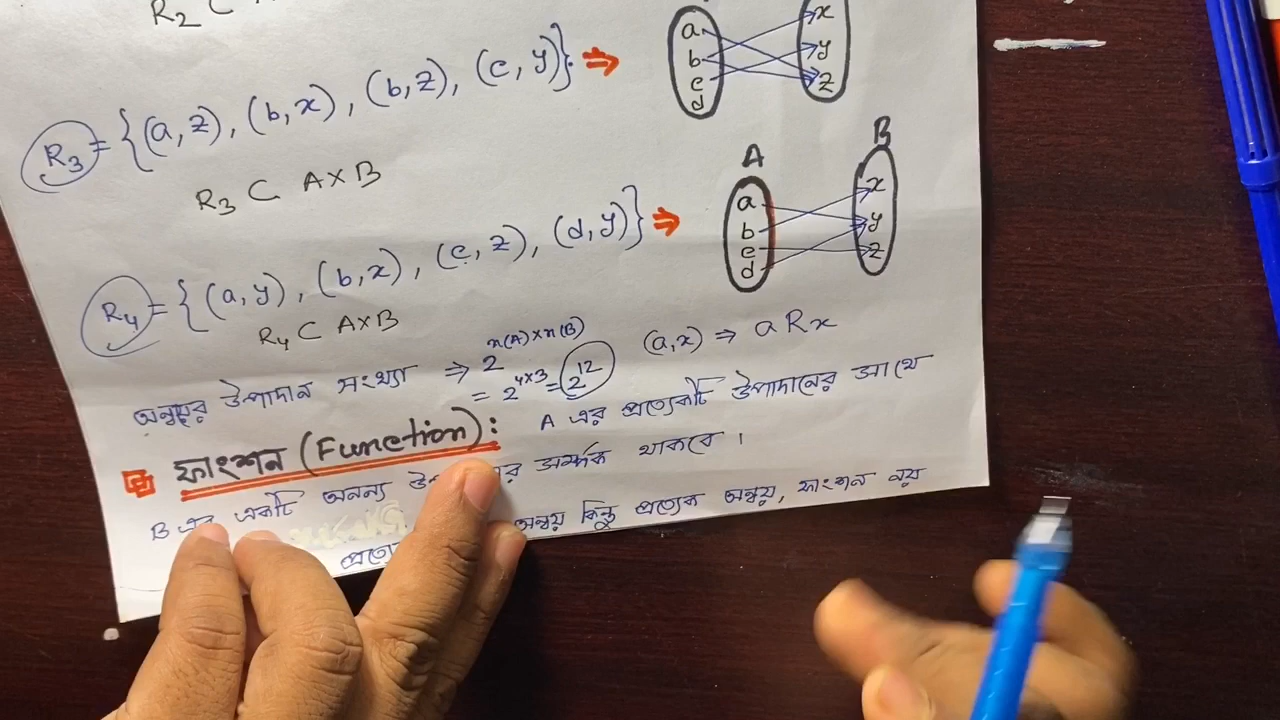 R₂ ⊂
R₃ = {(a, z), (b, x), (b, z), (c, y)} ⇒
a b c d
x y z
R₃ ⊂ A×B
A B
R₄ = {(a, y), (b, x), (c, z), (d, y)} ⇒
a b c d
x y z
R₄ ⊂ A×B
অন্বয়ের উপাদান সংখ্যা ⇒ 2^n(A)×n(B) (a,x) ⇒ aRx
= 2^4×3 = 2^12
ফাংশন (Function): A এর প্রত্যেকটি উপাদানের সাথে
B এর একটি অনন্য সম্পর্ক থাকবে।
অন্বয় কিন্তু প্রত্যেক অন্বয়, ফাংশন নয়